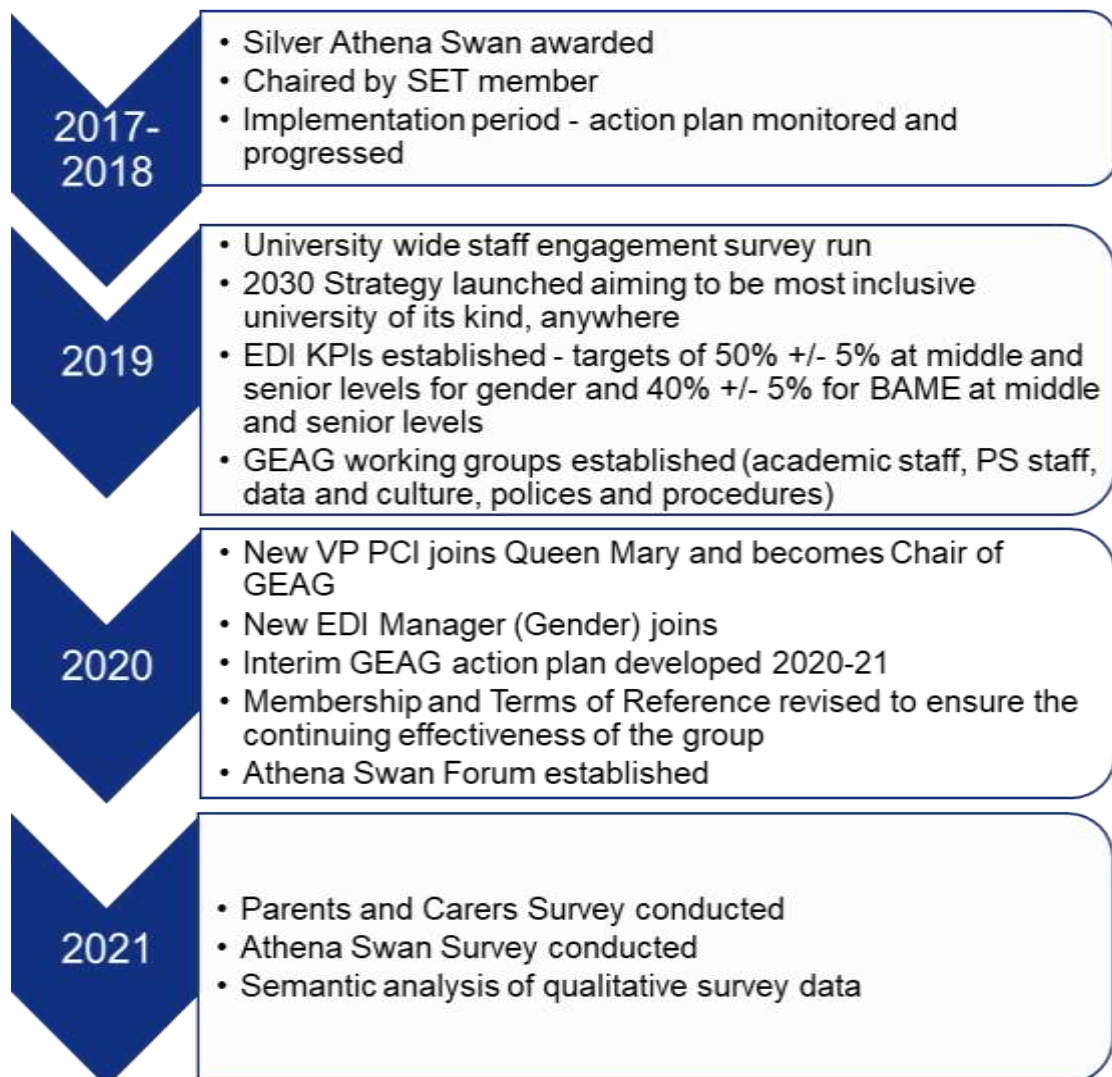 2017-
2018
• Silver Athena Swan awarded
• Chaired by SET member
• Implementation period - action plan monitored and
progressed
2019
• University wide staff engagement survey run
• 2030 Strategy launched aiming to be most inclusive
university of its kind, anywhere
• EDI KPIs established - targets of 50% +/- 5% at middle and
senior levels for gender and 40% +/- 5% for BAME at middle
and senior levels
• GEAG working groups established (academic staff, PS staff,
data and culture, polices and procedures)
2020
• New VP PCI joins Queen Mary and becomes Chair of
GEAG
• New EDI Manager (Gender) joins
• Interim GEAG action plan developed 2020-21
• Membership and Terms of Reference revised to ensure the
continuing effectiveness of the group
• Athena Swan Forum established
2021
• Parents and Carers Survey conducted
• Athena Swan Survey conducted
• Semantic analysis of qualitative survey data